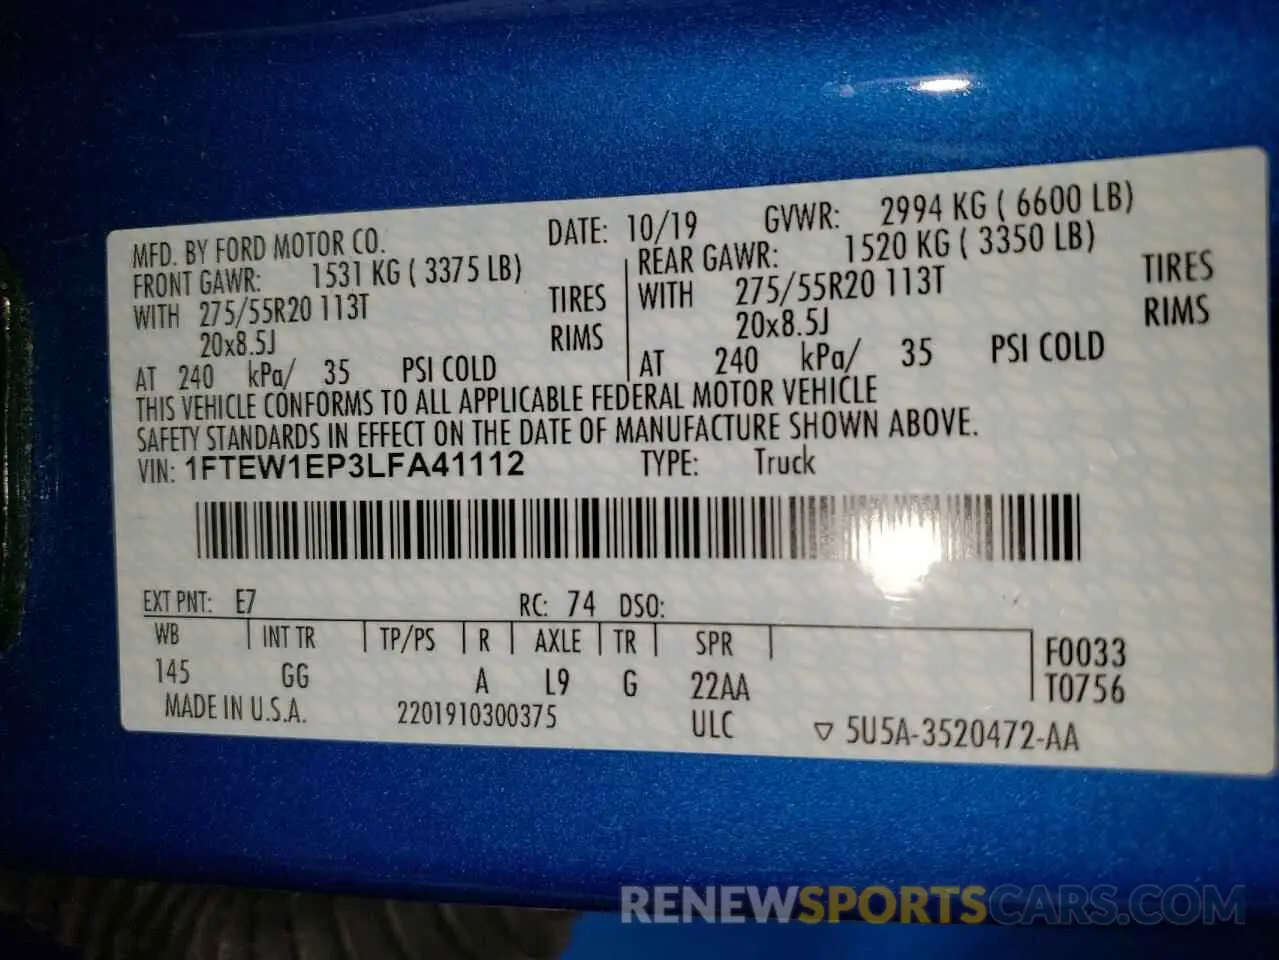 MFD. BY FORD MOTOR CO. DATE: 10/19 GVWR: 2994 KG ( 6600 LB)
FRONT GAWR: 1531 KG ( 3375 LB) REAR GAWR: 1520 KG ( 3350 LB)
WITH 275/55R20 113T TIRES WITH 275/55R20 113T TIRES
20x8.5J RIMS 20x8.5J RIMS
AT 240 kPa/ 35 PSI COLD AT 240 kPa/ 35 PSI COLD
THIS VEHICLE CONFORMS TO ALL APPLICABLE FEDERAL MOTOR VEHICLE
SAFETY STANDARDS IN EFFECT ON THE DATE OF MANUFACTURE SHOWN ABOVE.
VIN: 1FTEW1EP3LFA41112 TYPE: Truck
EXT PNT: E7 RC: 74 DSO:
WB INT TR TP/PS R AXLE TR SPR F0033
145 GG A L9 G 22AA T0756
MADE IN U.S.A. 2201910300375 ULC ▽ 5U5A-3520472-AA
RENEWSPORTSCARS.COM